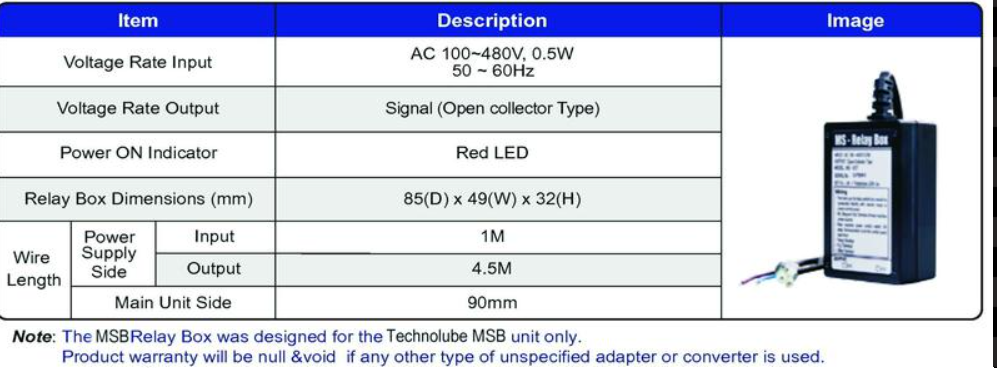 Item Description Image
Voltage Rate Input AC 100~480V, 0.5W
50 ~ 60Hz
Voltage Rate Output Signal (Open collector Type)
Power ON Indicator Red LED
Relay Box Dimensions (mm) 85(D) x 49(W) x 32(H)
Wire Length Power Supply Side Input 1M
Output 4.5M
Main Unit Side 90mm
MS - Relay Box
Note: The MSBRelay Box was designed for the Technolube MSB unit only.
Product warranty will be null &void if any other type of unspecified adapter or converter is used.